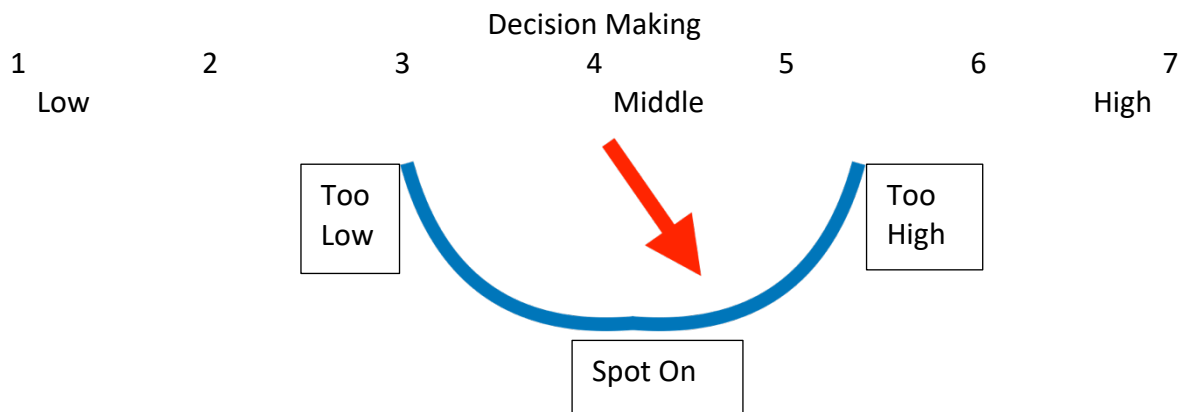 Decision Making
1 2 3 4 5 6 7
Low Middle High
Too
Low
Too
High
Spot On